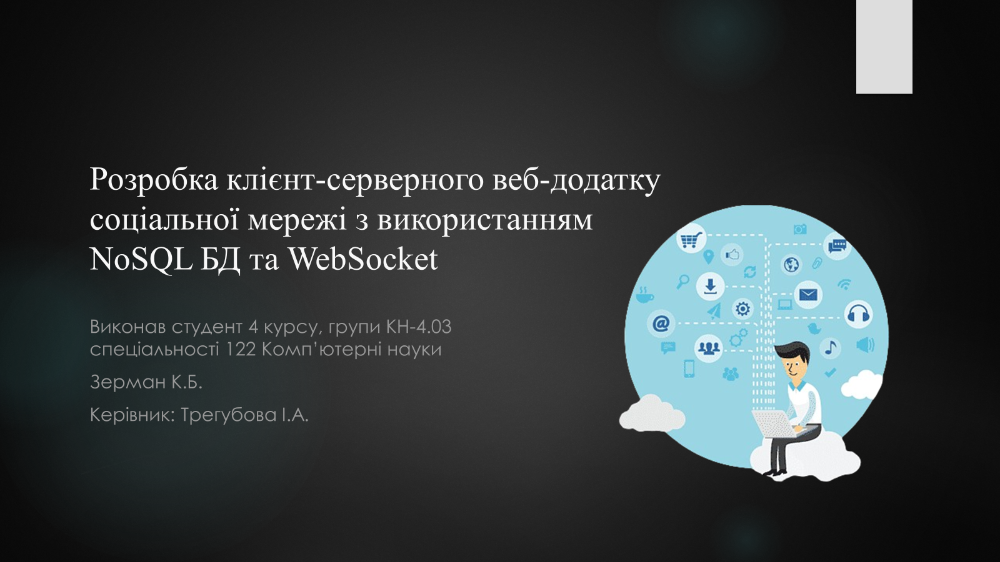 Розробка клієнт-серверного веб-додатку
соціальної мережі з використанням
NoSQL БД та WebSocket
Виконав студент 4 курсу, групи КН-4.03
спеціальності 122 Комп’ютерні науки
Зерман К.Б.
Керівник: Трегубова І.А.